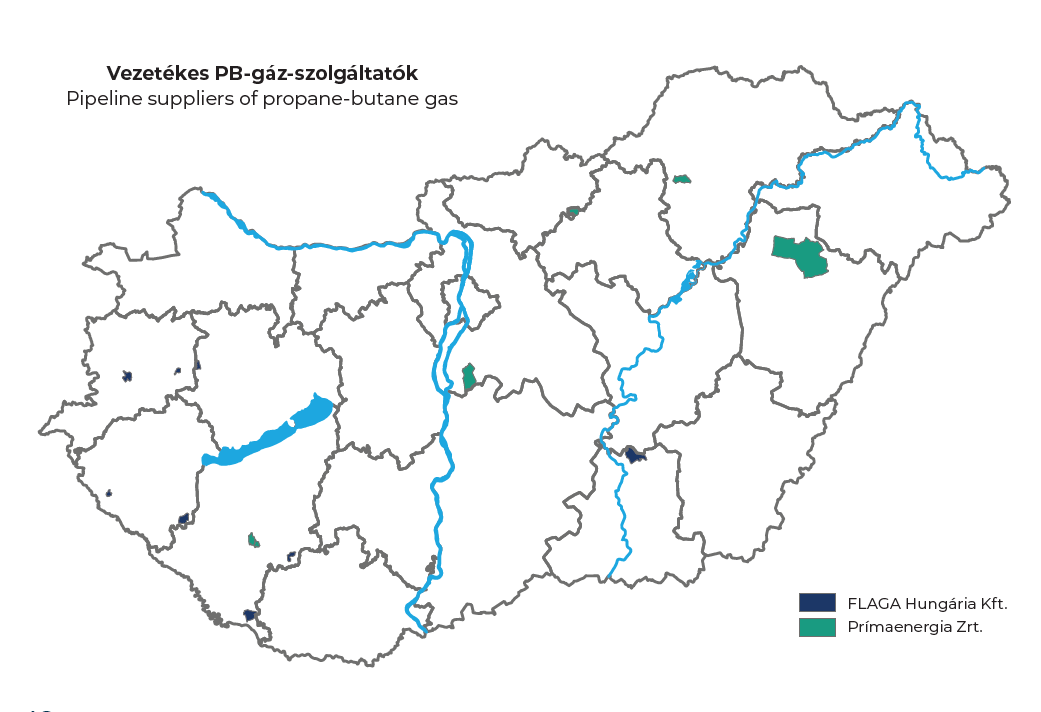 Vezetékes PB-gáz-szolgáltatók
Pipeline suppliers of propane-butane gas
FLAGA Hungária Kft.
Prímaenergia Zrt.